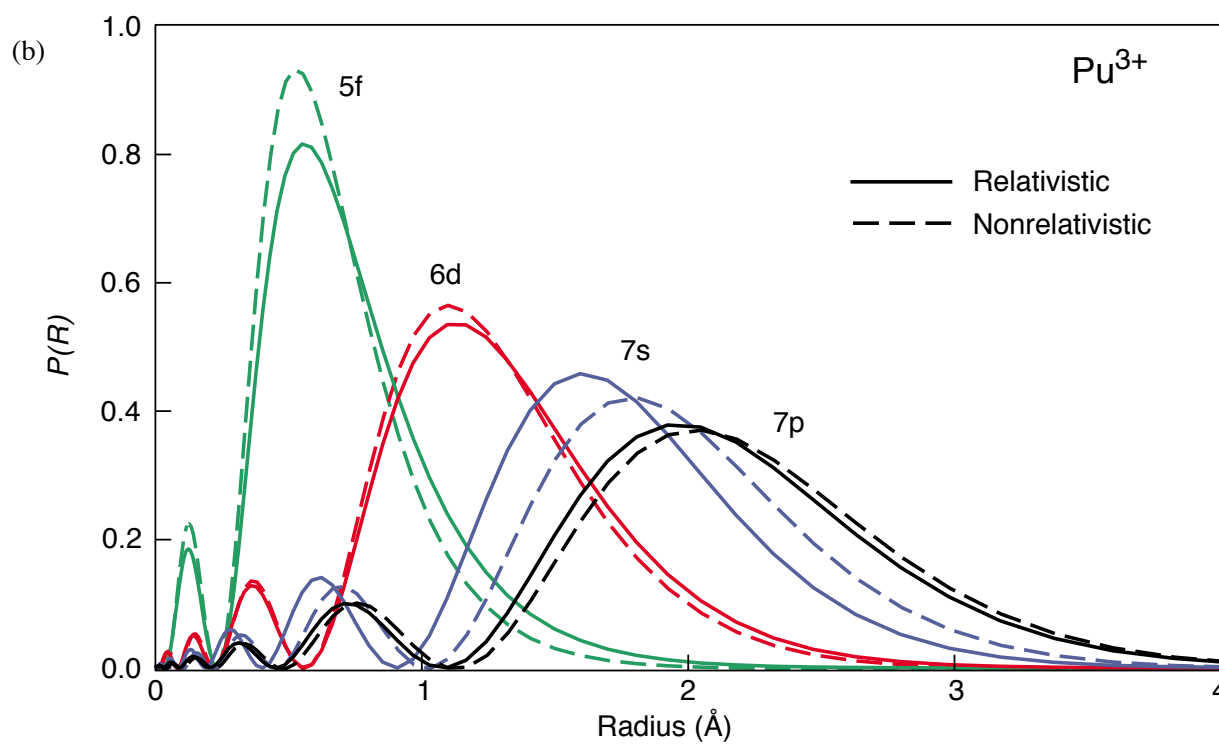 (b)
1.0
0.8
0.6
0.4
0.2
0.0
P(R)
5f
6d
7s
7p
Pu³⁺
Relativistic
Nonrelativistic
0
1
2
3
4
Radius (Å)